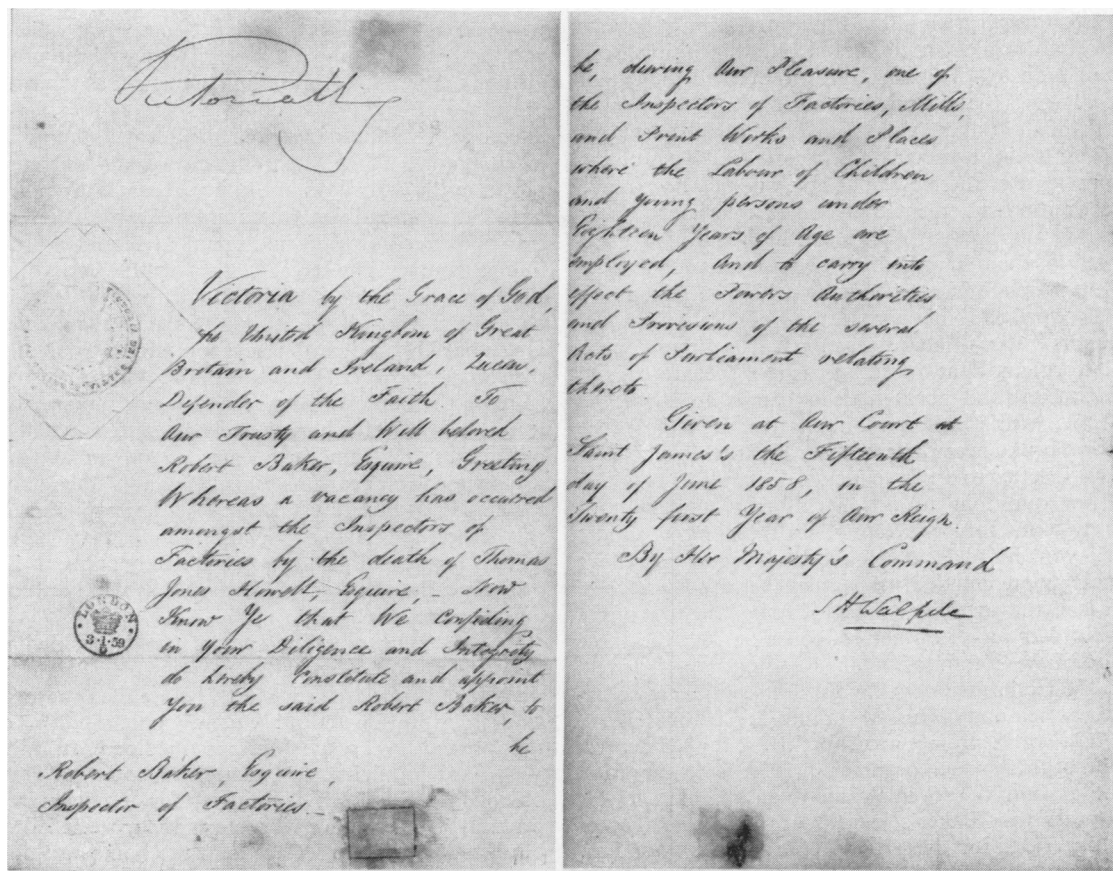 Victoria R
Victoria by the Grace of God,
of the United Kingdom of Great
Britain and Ireland, Queen,
Defender of the Faith. To
Our Trusty and Well beloved
Robert Baker, Esquire, Greeting
Whereas a vacancy has occurred
amongst the Inspectors of
Factories by the death of Thomas
Jones Howell, Esquire, _ Now
Know Ye that We confiding
in your Diligence and Integrity
do hereby Constitute and appoint
You the said Robert Baker, to
be
LONDON
Robert Baker, Esquire,
Inspector of Factories _
be, during Our Pleasure, one of
the Inspectors of Factories, Mills,
and Print Works and Places
where the Labour of Children
and young persons under
Eighteen Years of Age are
employed, And to carry into
effect the Powers Authorities
and Provisions of the several
Acts of Parliament relating
thereto
Given at Our Court at
Saint James's the Fifteenth
day of June 1858, in the
Twenty first Year of Our Reign.
By Her Majesty's Command
S H Walpole